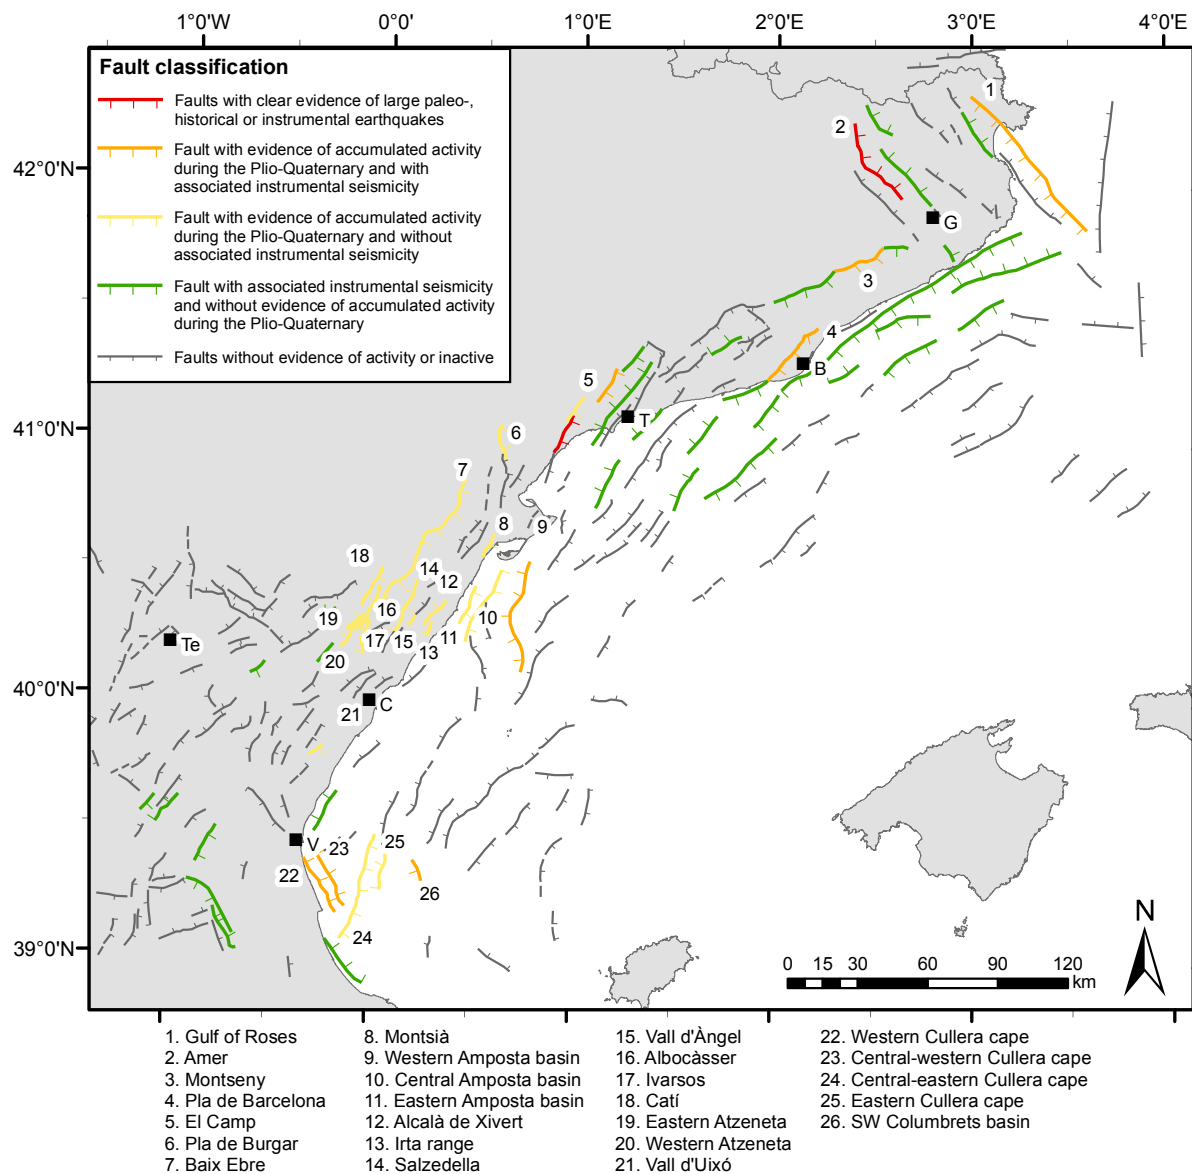 1°0'W 0°0' 1°0'E 2°0'E 3°0'E 4°0'E
Fault classification
Faults with clear evidence of large paleo-,
historical or instrumental earthquakes
Fault with evidence of accumulated activity
during the Plio-Quaternary and with
associated instrumental seismicity
Fault with evidence of accumulated activity
during the Plio-Quaternary and without
associated instrumental seismicity
Fault with associated instrumental seismicity
and without evidence of accumulated activity
during the Plio-Quaternary
Faults without evidence of activity or inactive
42°0'N
41°0'N
40°0'N
39°0'N
1
2
G
3
4
B
5
T
6
7
8
9
18
14
12
16
10
19
17
15
11
13
Te
20
21
C
V
23
25
22
26
24
N
0 15 30 60 90 120
km
1. Gulf of Roses
2. Amer
3. Montseny
4. Pla de Barcelona
5. El Camp
6. Pla de Burgar
7. Baix Ebre
8. Montsià
9. Western Amposta basin
10. Central Amposta basin
11. Eastern Amposta basin
12. Alcalà de Xivert
13. Irta range
14. Salzedella
15. Vall d'Àngel
16. Albocàsser
17. Ivarsos
18. Catí
19. Eastern Atzeneta
20. Western Atzeneta
21. Vall d'Uixó
22. Western Cullera cape
23. Central-western Cullera cape
24. Central-eastern Cullera cape
25. Eastern Cullera cape
26. SW Columbrets basin